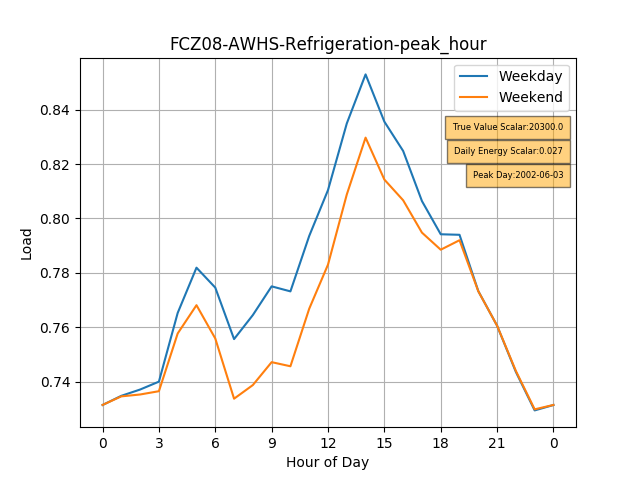 FCZ08-AWHS-Refrigeration-peak_hour
Weekday
Weekend
True Value Scalar:20300.0
Daily Energy Scalar:0.027
Peak Day:2002-06-03
Load
0.84
0.82
0.80
0.78
0.76
0.74
0 3 6 9 12 15 18 21 0
Hour of Day